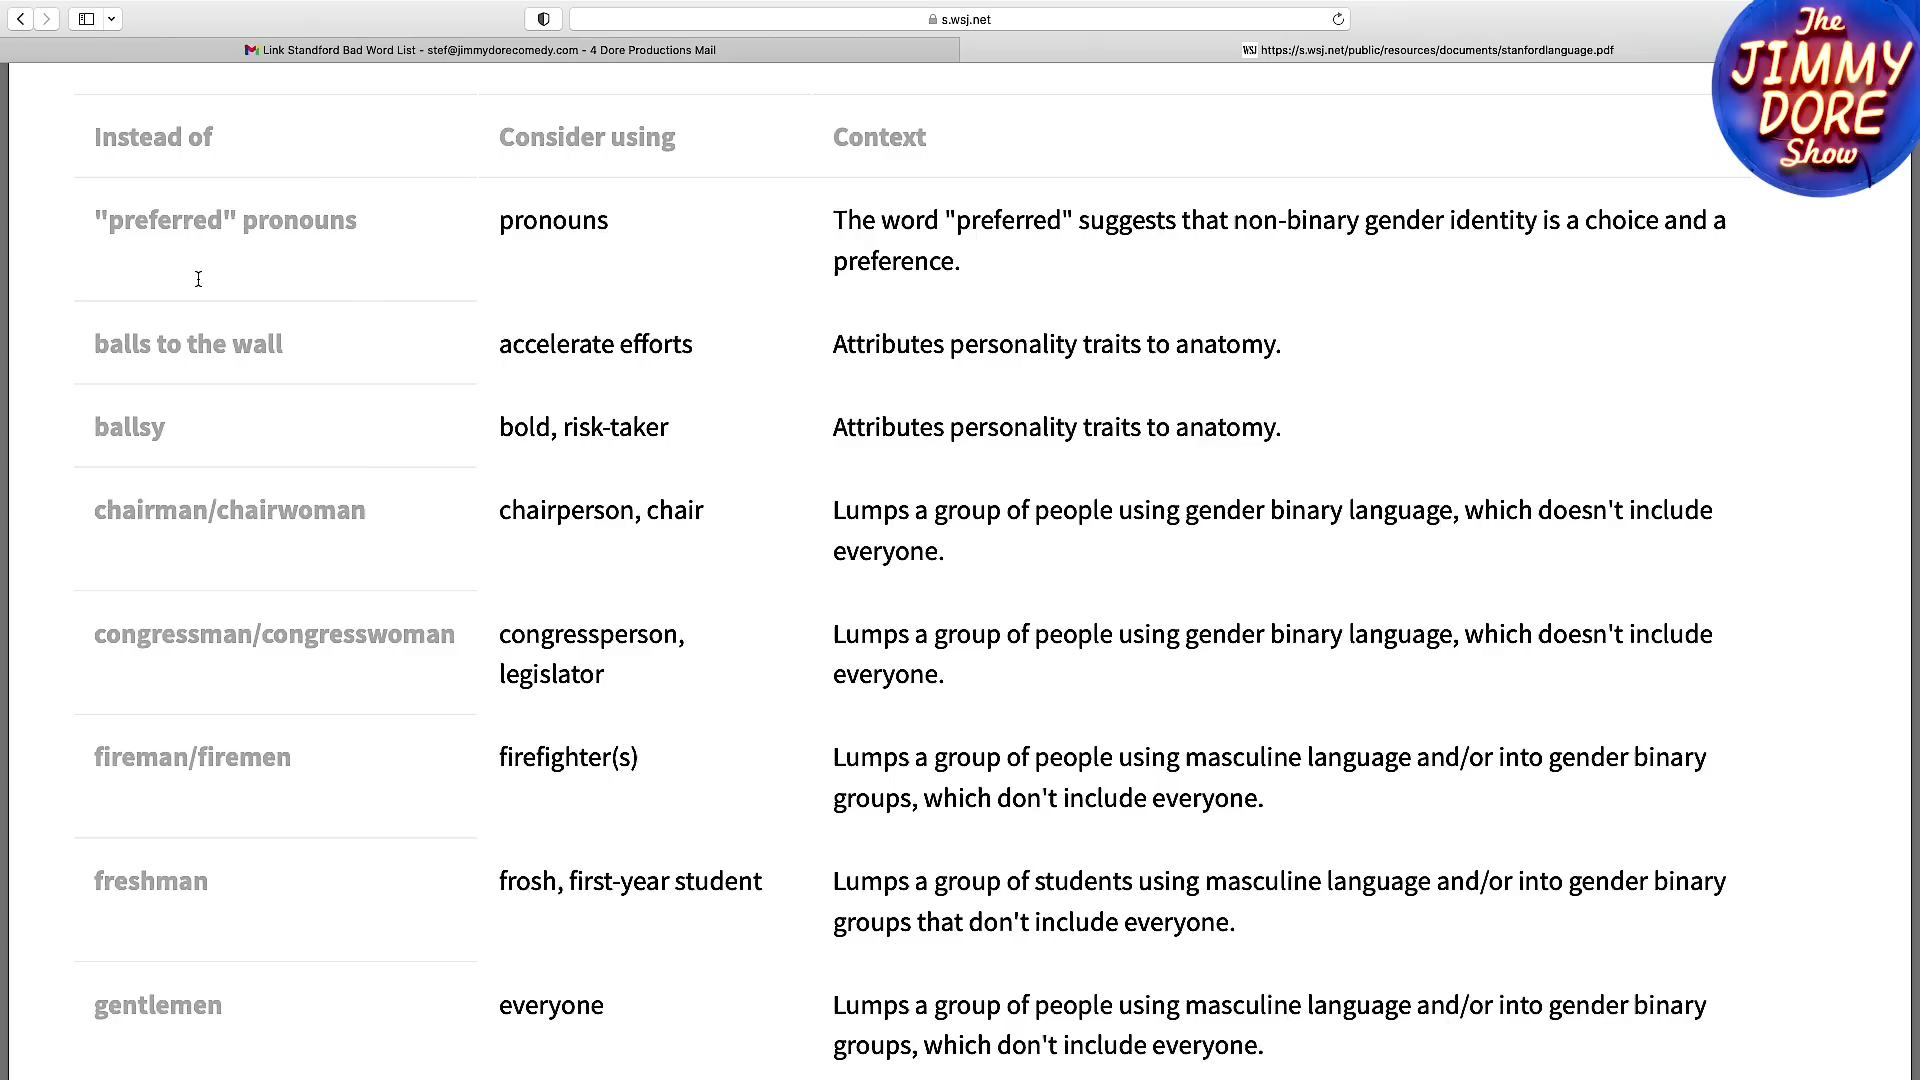 s.wsj.net
Link Standford Bad Word List - stef@jimmydorecomedy.com - 4 Dore Productions Mail
WSJ https://s.wsj.net/public/resources/documents/stanfordlanguage.pdf
The
JIMMY
DORE
Show
Instead of Consider using Context
"preferred" pronouns pronouns The word "preferred" suggests that non-binary gender identity is a choice and a
preference.
balls to the wall accelerate efforts Attributes personality traits to anatomy.
ballsy bold, risk-taker Attributes personality traits to anatomy.
chairman/chairwoman chairperson, chair Lumps a group of people using gender binary language, which doesn't include
everyone.
congressman/congresswoman congressperson, Lumps a group of people using gender binary language, which doesn't include
legislator everyone.
fireman/firemen firefighter(s) Lumps a group of people using masculine language and/or into gender binary
groups, which don't include everyone.
freshman frosh, first-year student Lumps a group of students using masculine language and/or into gender binary
groups that don't include everyone.
gentlemen everyone Lumps a group of people using masculine language and/or into gender binary
groups, which don't include everyone.